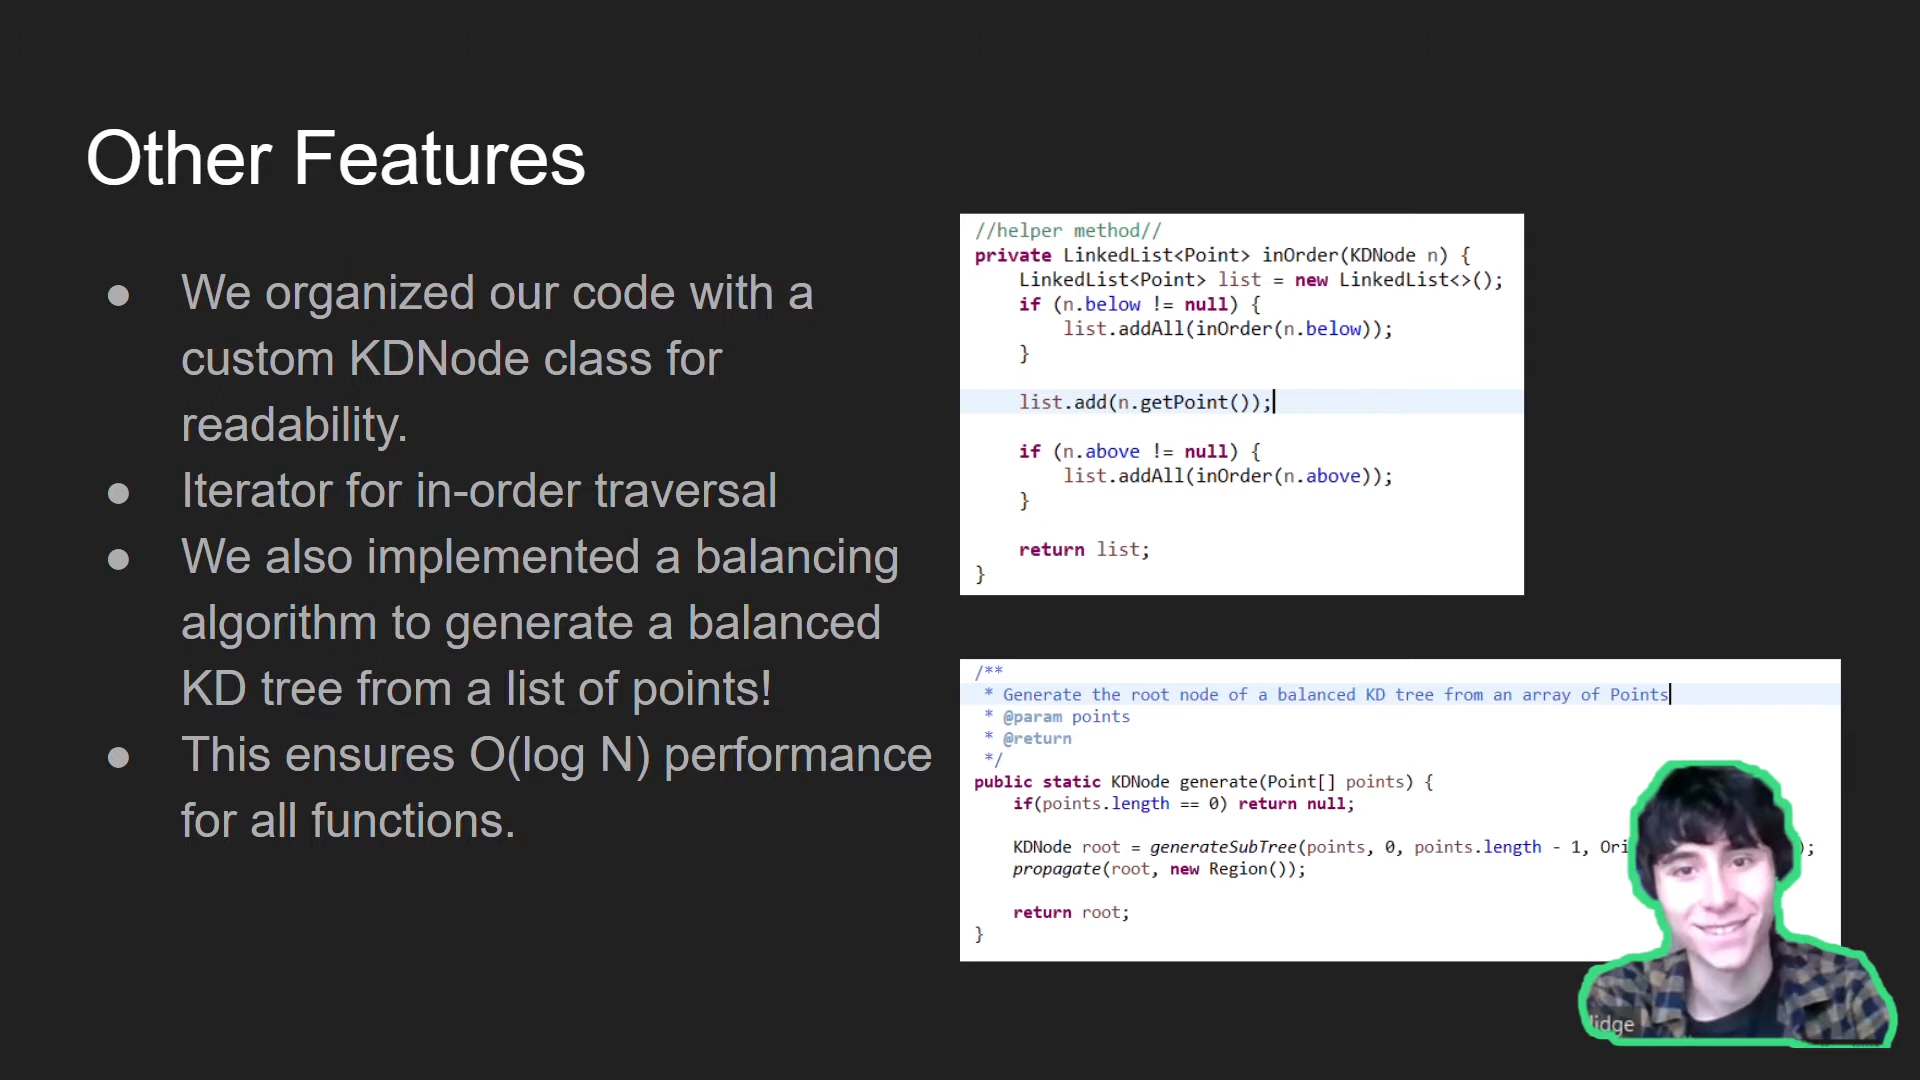 Other Features
● We organized our code with a
custom KDNode class for
readability.
● Iterator for in-order traversal
● We also implemented a balancing
algorithm to generate a balanced
KD tree from a list of points!
● This ensures O(log N) performance
for all functions.
//helper method//
private LinkedList<Point> inOrder(KDNode n) {
LinkedList<Point> list = new LinkedList<>();
if (n.below != null) {
list.addAll(inOrder(n.below));
}
list.add(n.getPoint());
if (n.above != null) {
list.addAll(inOrder(n.above));
}
return list;
}
/**
* Generate the root node of a balanced KD tree from an array of Points
* @param points
* @return
*/
public static KDNode generate(Point[] points) {
if(points.length == 0) return null;
KDNode root = generateSubTree(points, 0, points.length - 1, Ori );
propagate(root, new Region());
return root;
}
lidge